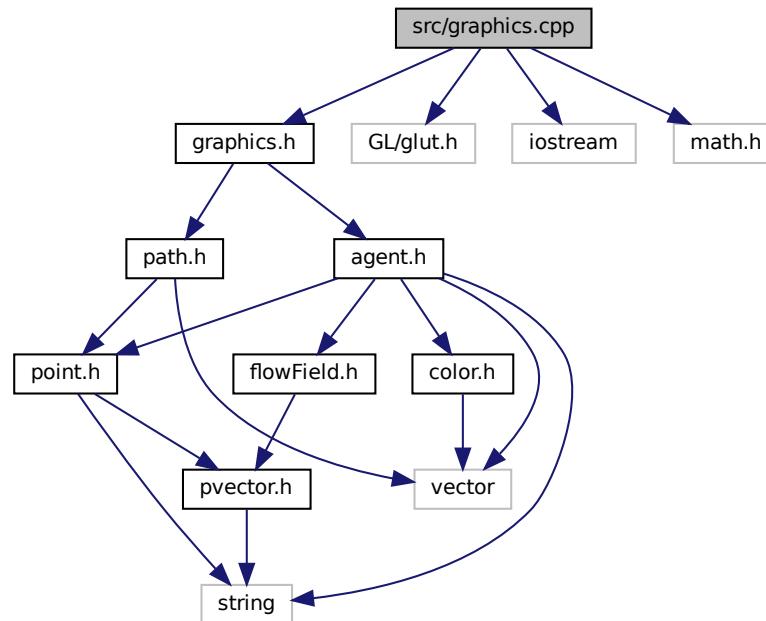 src/graphics.cpp
graphics.h
GL/glut.h
iostream
math.h
path.h
agent.h
point.h
flowField.h
color.h
pvector.h
vector
string